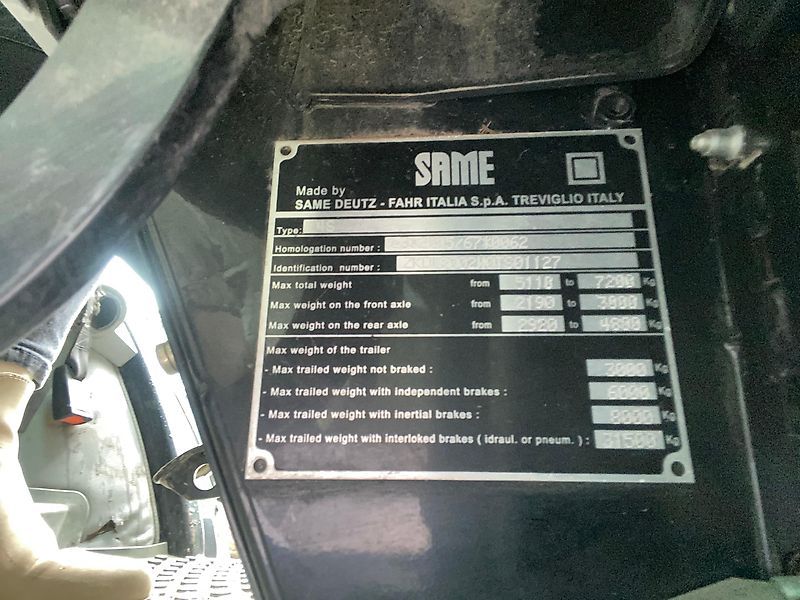 SAME
Made by
SAME DEUTZ - FAHR ITALIA S.p.A. TREVIGLIO ITALY
Type:
Homologation number :
Identification number :
Max total weight from 5110 to 7200 Kg
Max weight on the front axle from 2190 to 3000 Kg
Max weight on the rear axle from 2920 to Kg
Max weight of the trailer
- Max trailed weight not braked : 3000 Kg
- Max trailed weight with independent brakes : 6000 Kg
- Max trailed weight with inertial brakes : 8000 Kg
- Max trailed weight with interloked brakes ( idraul. or pneum. ) : 31500 Kg